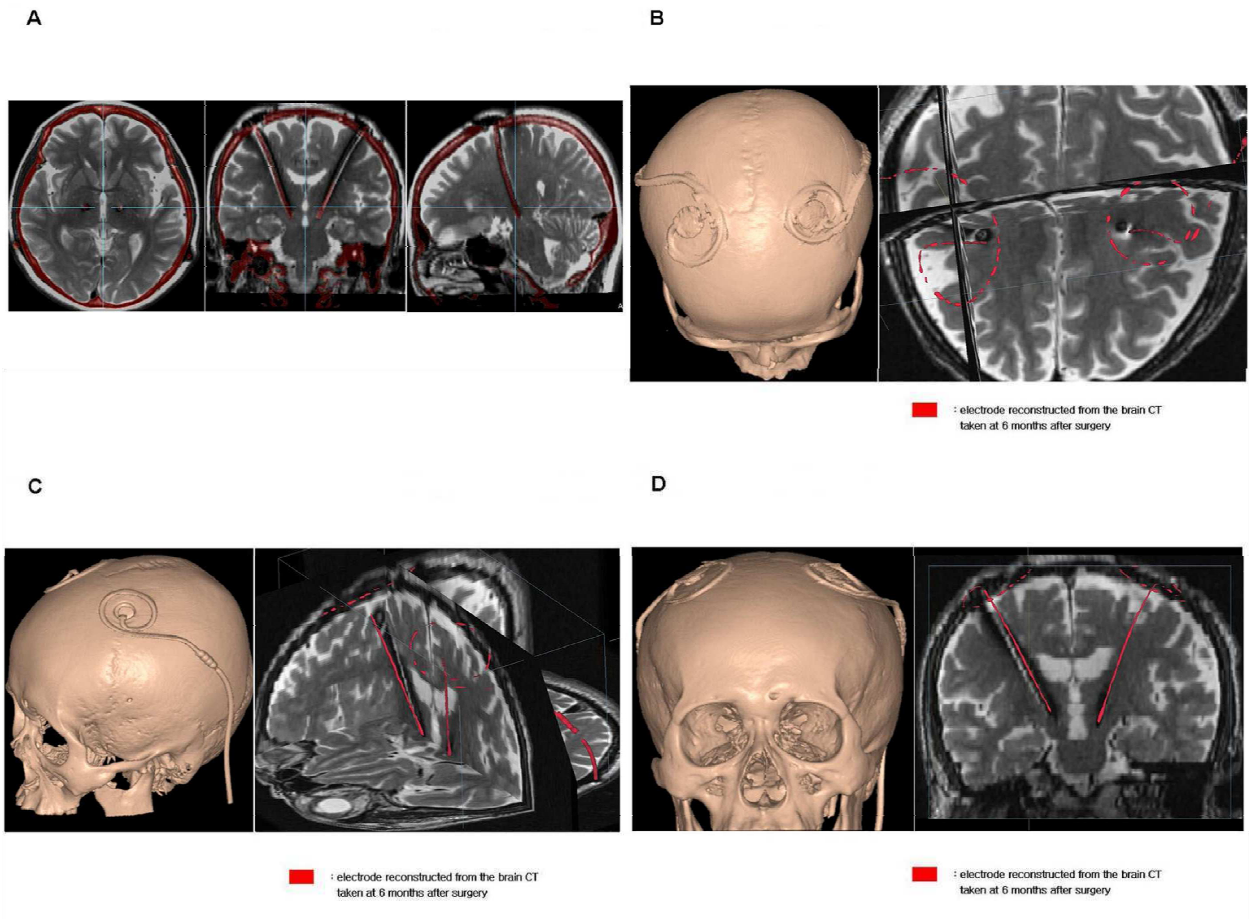 A
B
A
: electrode reconstructed from the brain CT
taken at 6 months after surgery
C
D
: electrode reconstructed from the brain CT
taken at 6 months after surgery
: electrode reconstructed from the brain CT
taken at 6 months after surgery